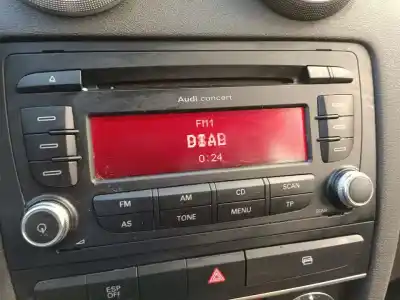 Audi concert
FM1
0:24
FM
AM
CD
SCAN
AS
TONE
MENU
TP
ESP
OFF